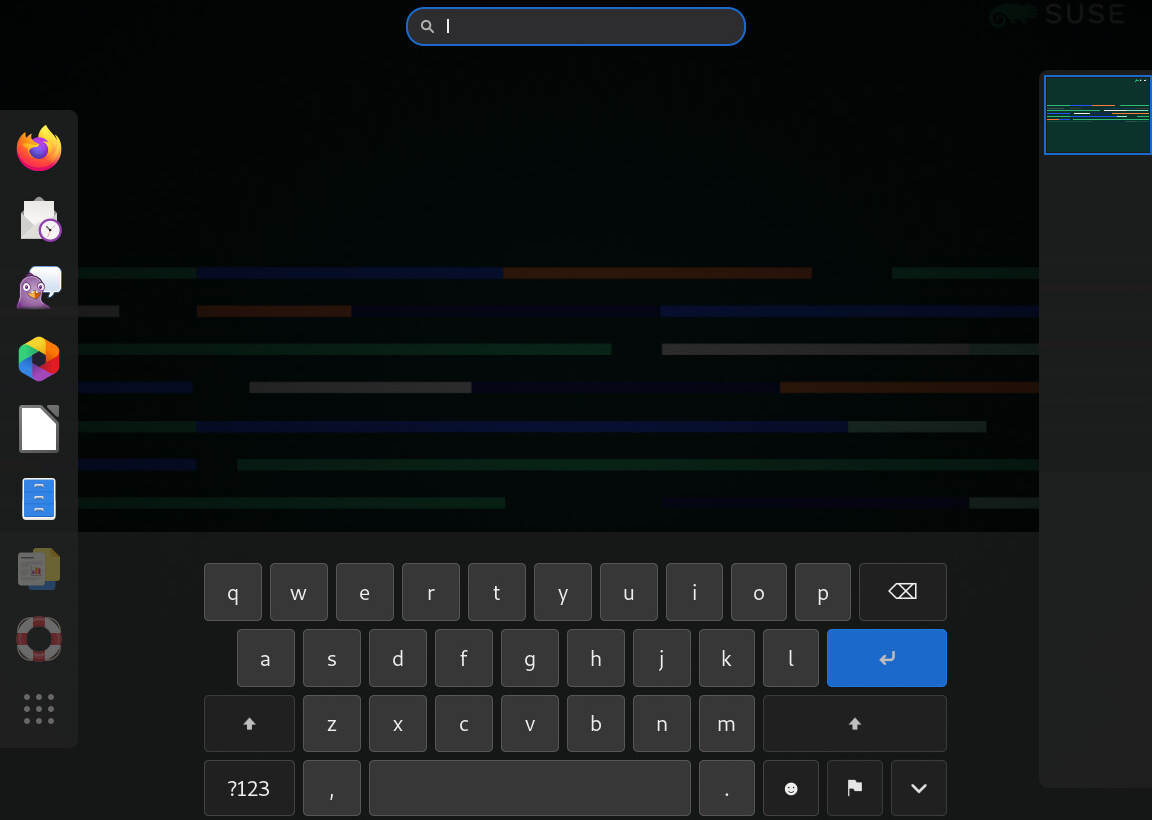 SUSE
q w e r t y u i o p
a s d f g h j k l
z x c v b n m
?123 , .